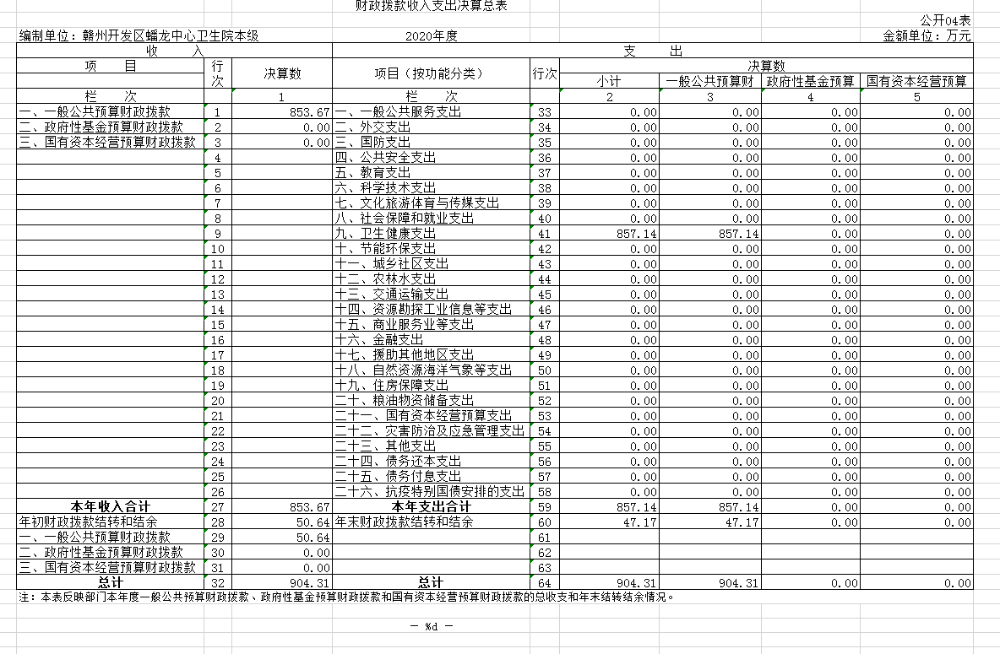 财政拨款收入支出决算总表
公开04表
编制单位：赣州开发区蟠龙中心卫生院本级 2020年度 金额单位：万元
收 入 支 出
项 目 行次 决算数 项目（按功能分类） 行次 决算数
小计 一般公共预算财 政府性基金预算 国有资本经营预算
栏 次 1 栏 次 2 3 4 5
一、一般公共预算财政拨款 1 853.67 一、一般公共服务支出 33 0.00 0.00 0.00 0.00
二、政府性基金预算财政拨款 2 0.00 二、外交支出 34 0.00 0.00 0.00 0.00
三、国有资本经营预算财政拨款 3 0.00 三、国防支出 35 0.00 0.00 0.00 0.00
4 四、公共安全支出 36 0.00 0.00 0.00 0.00
5 五、教育支出 37 0.00 0.00 0.00 0.00
6 六、科学技术支出 38 0.00 0.00 0.00 0.00
7 七、文化旅游体育与传媒支出 39 0.00 0.00 0.00 0.00
8 八、社会保障和就业支出 40 0.00 0.00 0.00 0.00
9 九、卫生健康支出 41 857.14 857.14 0.00 0.00
10 十、节能环保支出 42 0.00 0.00 0.00 0.00
11 十一、城乡社区支出 43 0.00 0.00 0.00 0.00
12 十二、农林水支出 44 0.00 0.00 0.00 0.00
13 十三、交通运输支出 45 0.00 0.00 0.00 0.00
14 十四、资源勘探工业信息等支出 46 0.00 0.00 0.00 0.00
15 十五、商业服务业等支出 47 0.00 0.00 0.00 0.00
16 十六、金融支出 48 0.00 0.00 0.00 0.00
17 十七、援助其他地区支出 49 0.00 0.00 0.00 0.00
18 十八、自然资源海洋气象等支出 50 0.00 0.00 0.00 0.00
19 十九、住房保障支出 51 0.00 0.00 0.00 0.00
20 二十、粮油物资储备支出 52 0.00 0.00 0.00 0.00
21 二十一、国有资本经营预算支出 53 0.00 0.00 0.00 0.00
22 二十二、灾害防治及应急管理支出 54 0.00 0.00 0.00 0.00
23 二十三、其他支出 55 0.00 0.00 0.00 0.00
24 二十四、债务还本支出 56 0.00 0.00 0.00 0.00
25 二十五、债务付息支出 57 0.00 0.00 0.00 0.00
26 二十六、抗疫特别国债安排的支出 58 0.00 0.00 0.00 0.00
本年收入合计 27 853.67 本年支出合计 59 857.14 857.14 0.00 0.00
年初财政拨款结转和结余 28 50.64 年末财政拨款结转和结余 60 47.17 47.17 0.00 0.00
一、一般公共预算财政拨款 29 50.64 61
二、政府性基金预算财政拨款 30 0.00 62
三、国有资本经营预算财政拨款 31 0.00 63
总计 32 904.31 总计 64 904.31 904.31 0.00 0.00
注：本表反映部门本年度一般公共预算财政拨款、政府性基金预算财政拨款和国有资本经营预算财政拨款的总收支和年末结转结余情况。
— %d —